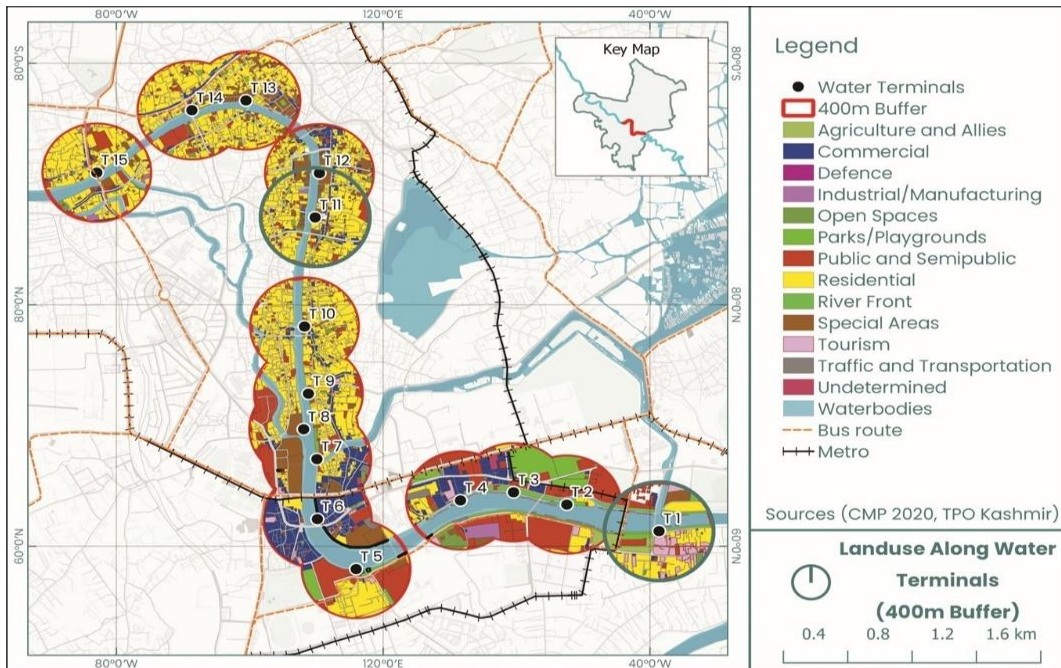 80°0'W
120°0'E
40°0'W
80°0'S
80°0'S
80°0'N
80°0'N
60°0'N
60°0'N
80°0'W
120°0'E
40°0'W
Key Map
T 13
T 14
T 15
T 12
T 11
T 10
T 9
T 8
T 7
T 6
T 5
T 4
T 3
T 2
T 1
Legend
Water Terminals
400m Buffer
Agriculture and Allies
Commercial
Defence
Industrial/Manufacturing
Open Spaces
Parks/Playgrounds
Public and Semipublic
Residential
River Front
Special Areas
Tourism
Traffic and Transportation
Undetermined
Waterbodies
Bus route
Metro
Sources (CMP 2020, TPO Kashmir)
Landuse Along Water
Terminals
(400m Buffer)
0.4 0.8 1.2 1.6 km